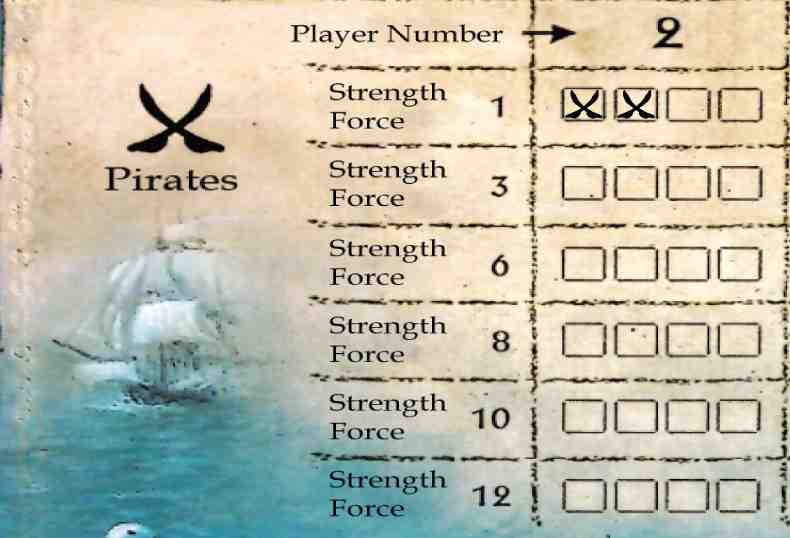 Player Number 2
Strength
Force 1
Pirates
Strength
Force 3
Strength
Force 6
Strength
Force 8
Strength
Force 10
Strength
Force 12